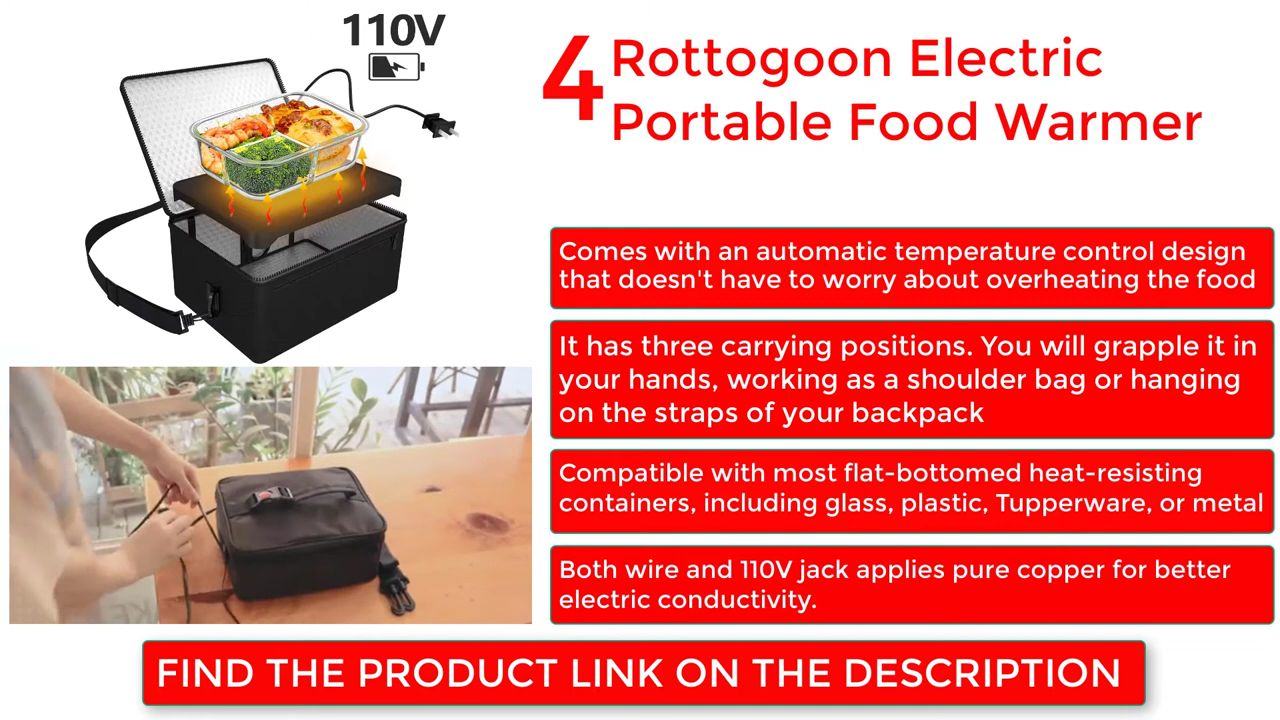 110V
4 Rottogoon Electric
Portable Food Warmer
Comes with an automatic temperature control design
that doesn't have to worry about overheating the food
It has three carrying positions. You will grapple it in
your hands, working as a shoulder bag or hanging
on the straps of your backpack
Compatible with most flat-bottomed heat-resisting
containers, including glass, plastic, Tupperware, or metal
Both wire and 110V jack applies pure copper for better
electric conductivity.
FIND THE PRODUCT LINK ON THE DESCRIPTION